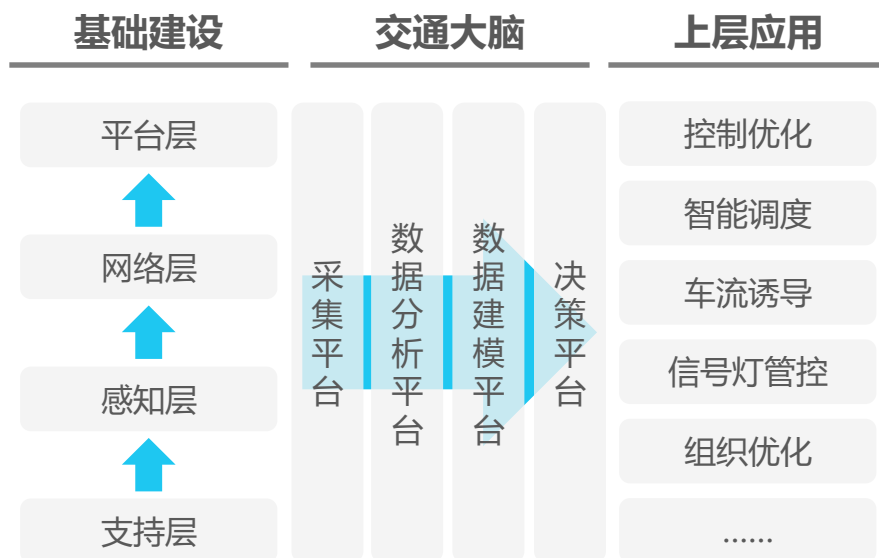 基础建设
交通大脑
上层应用
平台层
网络层
感知层
支持层
采集平台
数据分析平台
数据建模平台
决策平台
控制优化
智能调度
车流诱导
信号灯管控
组织优化
……